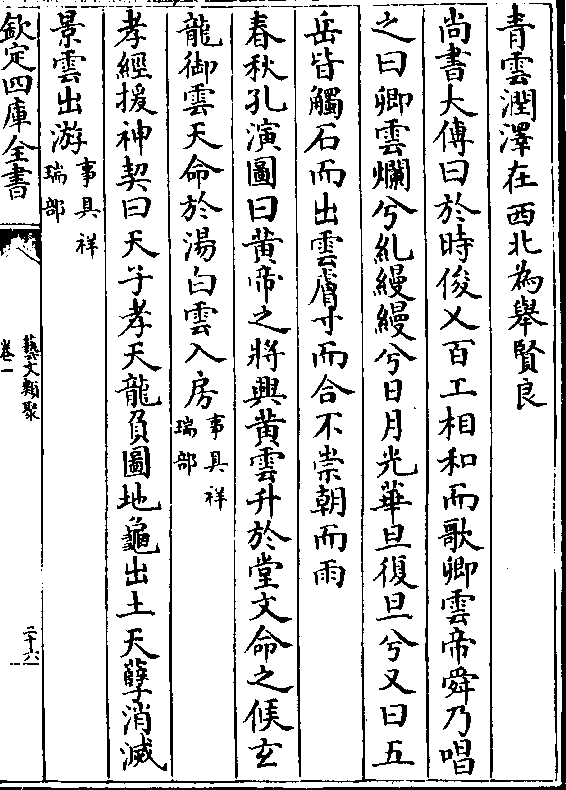 青雲潤澤在西北為舉賢良
尚書大傳曰於時俊乂百工相和而歌卿雲帝舜乃唱
之曰卿雲爛兮糺縵縵兮日月光華旦復旦兮又曰五
岳皆觸石而出雲膚寸而合不崇朝而雨
春秋孔演圖曰黄帝之將興黄雲升於堂文命之候玄
龍御雲天命於湯白雲入房事具祥瑞部
孝經援神契曰天子孝天龍負圖地龜出土天孽消滅
景雲出游事具祥瑞部
欽定四庫全書
藝文類聚
卷一
二十六